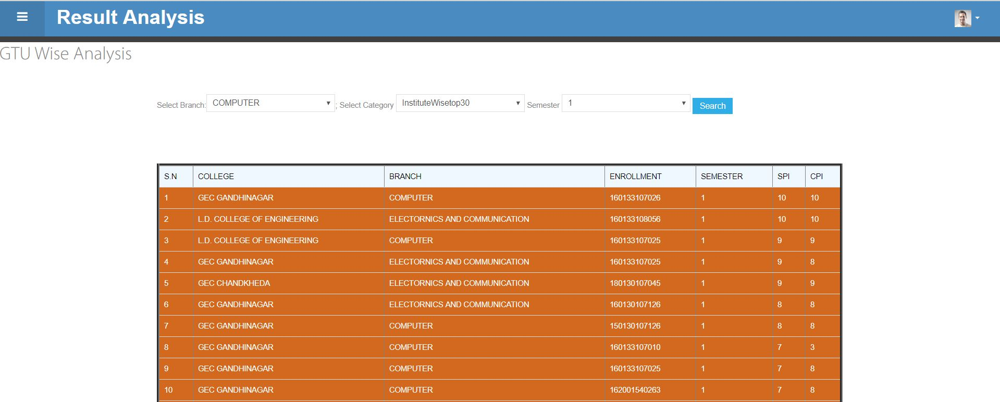 Result Analysis
GTU Wise Analysis
Select Branch: COMPUTER ; Select Category InstituteWisetop30 Semester 1 Search
S.N COLLEGE BRANCH ENROLLMENT SEMESTER SPI CPI
1 GEC GANDHINAGAR COMPUTER 160133107026 1 10 10
2 L.D. COLLEGE OF ENGINEERING ELECTORNICS AND COMMUNICATION 160133108056 1 10 10
3 L.D. COLLEGE OF ENGINEERING COMPUTER 160133107025 1 9 9
4 GEC GANDHINAGAR ELECTORNICS AND COMMUNICATION 160133107025 1 9 8
5 GEC CHANDKHEDA ELECTORNICS AND COMMUNICATION 180130107045 1 9 9
6 GEC GANDHINAGAR ELECTORNICS AND COMMUNICATION 160130107126 1 8 8
7 GEC GANDHINAGAR COMPUTER 150130107126 1 8 8
8 GEC GANDHINAGAR COMPUTER 160133107010 1 7 3
9 GEC GANDHINAGAR COMPUTER 160133107025 1 7 8
10 GEC GANDHINAGAR COMPUTER 162001540263 1 7 8